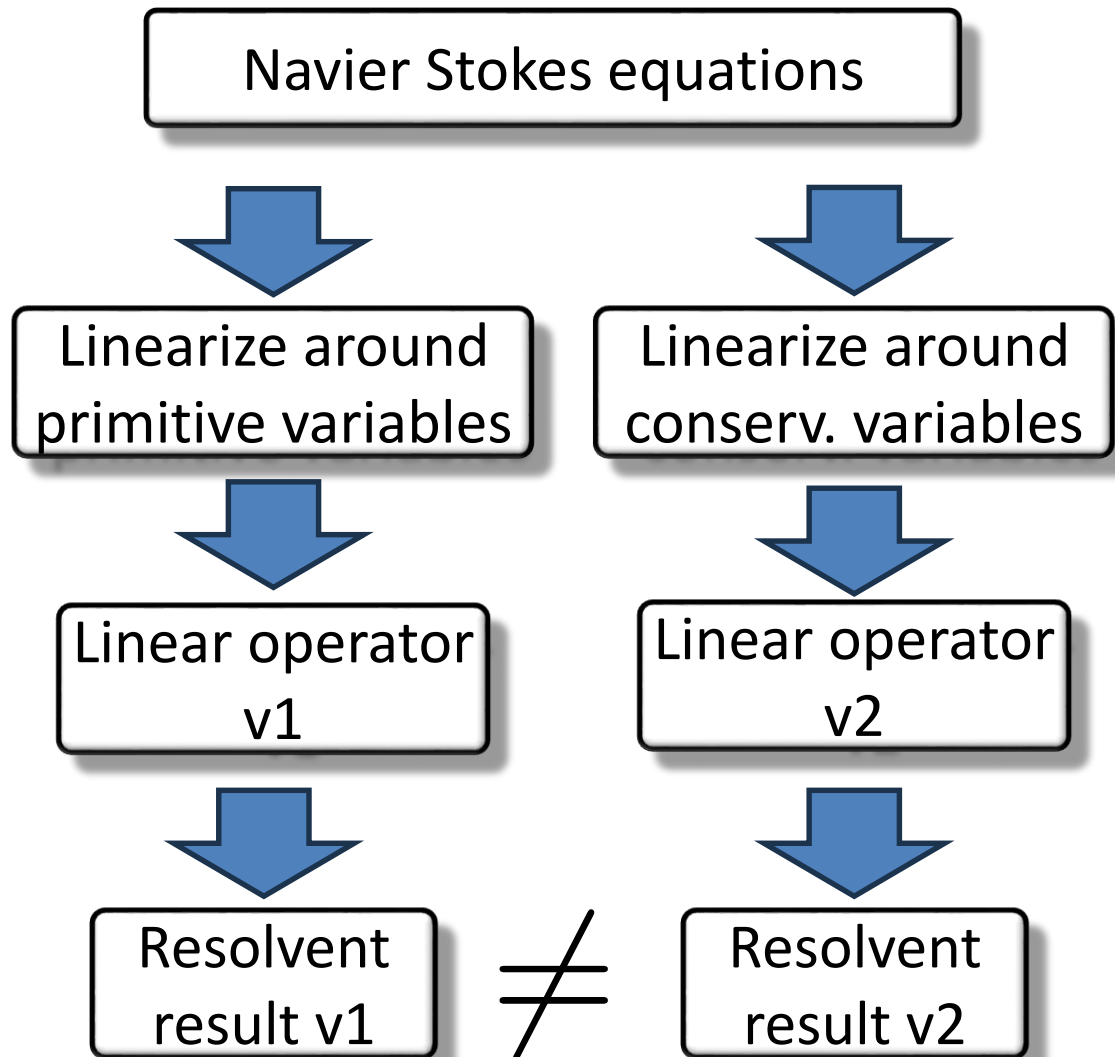 Navier Stokes equations
Linearize around
primitive variables
Linearize around
conserv. variables
Linear operator
v1
Linear operator
v2
Resolvent
result v1
≠
Resolvent
result v2